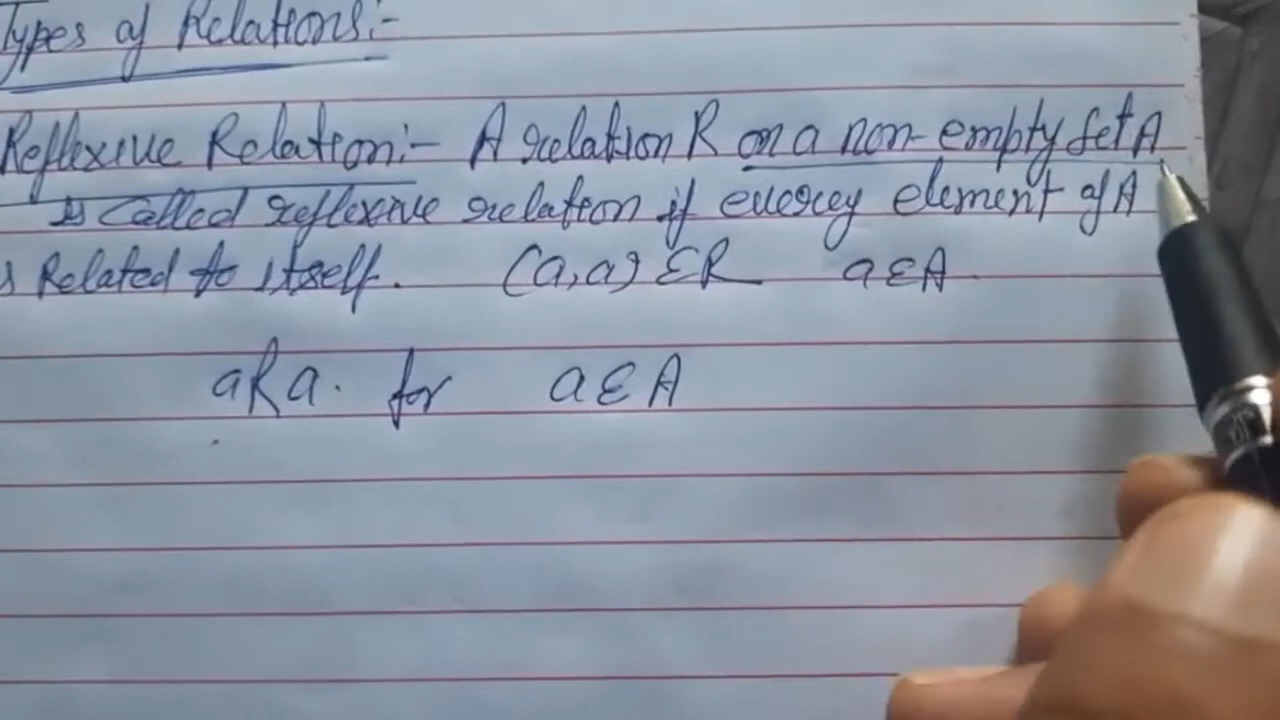 Types of Relations:-
Reflexive Relation:- A relation R on a non-empty set A
is called reflexive relation if every element of A
s Related to itself. (a,a) ∈ R a ∈ A
aRa. for a ∈ A